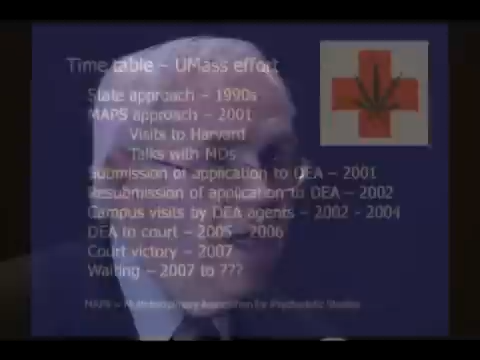 Time table – UMass effort
State approach – 1990s
MAPS approach – 2001
Visits to Harvard
Talks with MDs
Submission of application to DEA – 2001
Resubmission of application to DEA – 2002
Campus visits by DEA agents – 2002 - 2004
DEA to court – 2005 - 2006
Court victory – 2007
Waiting – 2007 to ???
MAPS = Multidisciplinary Association for Psychedelic Studies